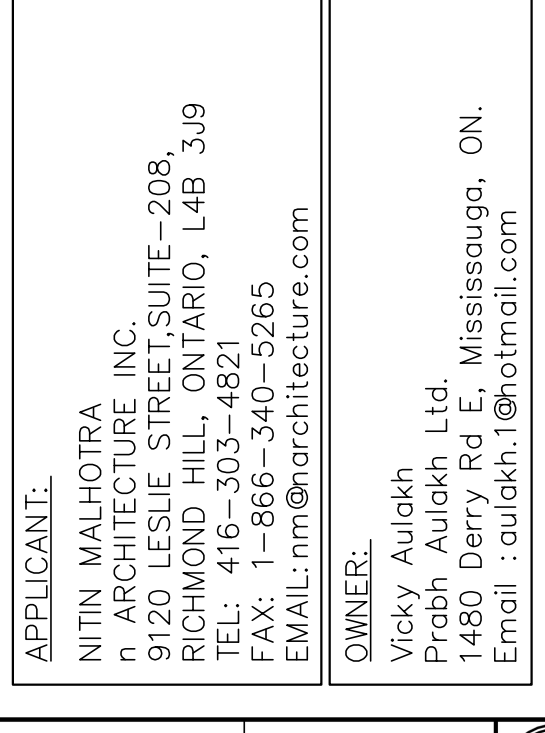 APPLICANT:
NITIN MALHOTRA
n ARCHITECTURE INC.
9120 LESLIE STREET,SUITE-208,
RICHMOND HILL, ONTARIO, L4B 3J9
TEL: 416-303-4821
FAX: 1-866-340-5265
EMAIL:nm@narchitecture.com
OWNER:
Vicky Aulakh
Prabh Aulakh Ltd.
1480 Derry Rd E, Mississauga, ON.
Email :aulakh.1@hotmail.com